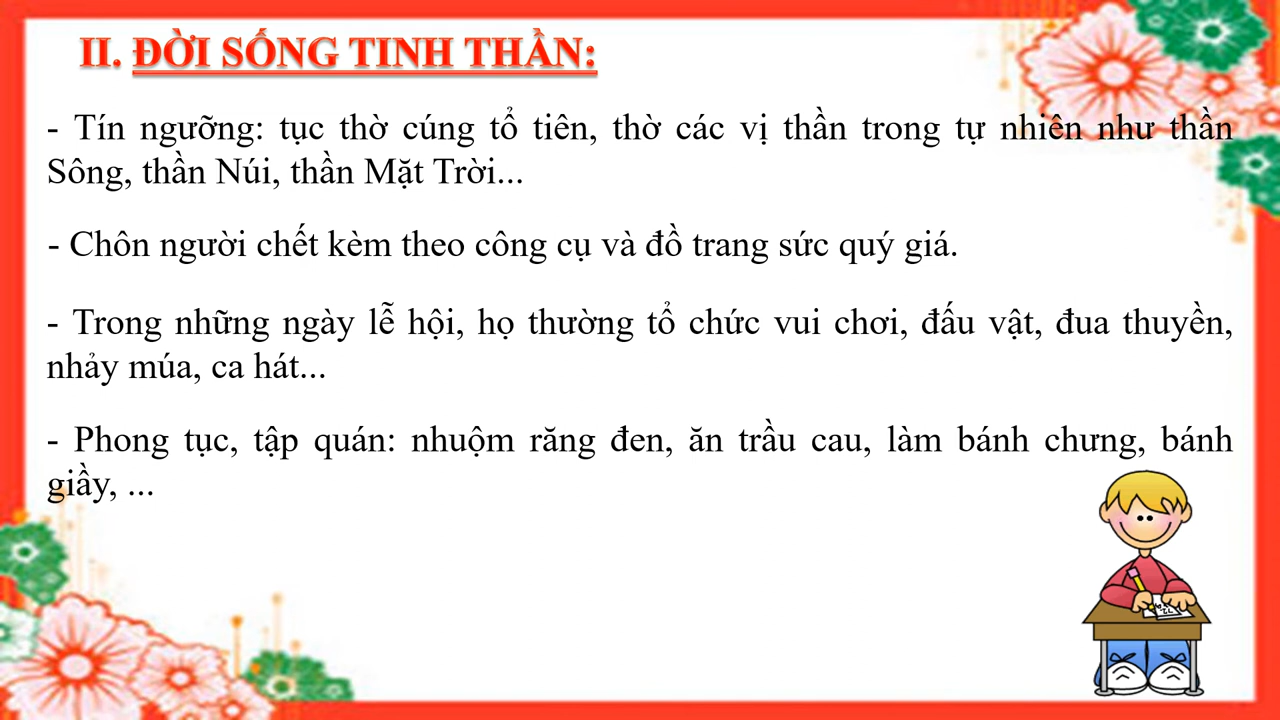 II. ĐỜI SỐNG TINH THẦN:
- Tín ngưỡng: tục thờ cúng tổ tiên, thờ các vị thần trong tự nhiên như thần
Sông, thần Núi, thần Mặt Trời...
- Chôn người chết kèm theo công cụ và đồ trang sức quý giá.
- Trong những ngày lễ hội, họ thường tổ chức vui chơi, đấu vật, đua thuyền,
nhảy múa, ca hát...
- Phong tục, tập quán: nhuộm răng đen, ăn trầu cau, làm bánh chưng, bánh
giầy, ...